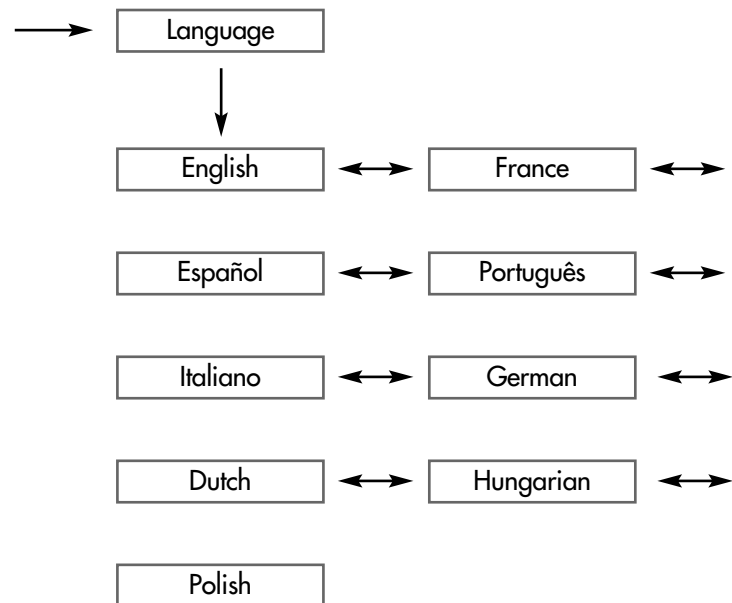 Language
English France
Español Português
Italiano German
Dutch Hungarian
Polish